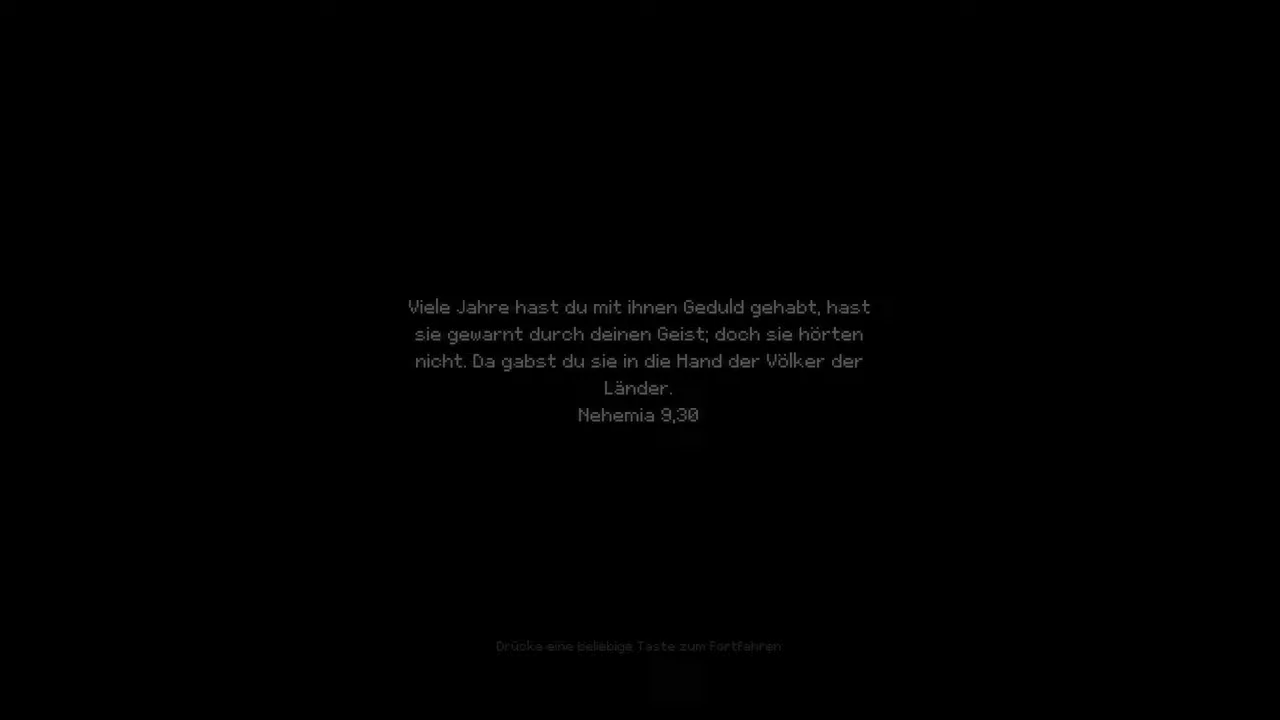 Viele Jahre hast du mit ihnen Geduld gehabt, hast
sie gewarnt durch deinen Geist; doch sie hörten
nicht. Da gabst du sie in die Hand der Völker der
Länder.
Nehemia 9,30
Drücke eine beliebige Taste zum Fortfahren